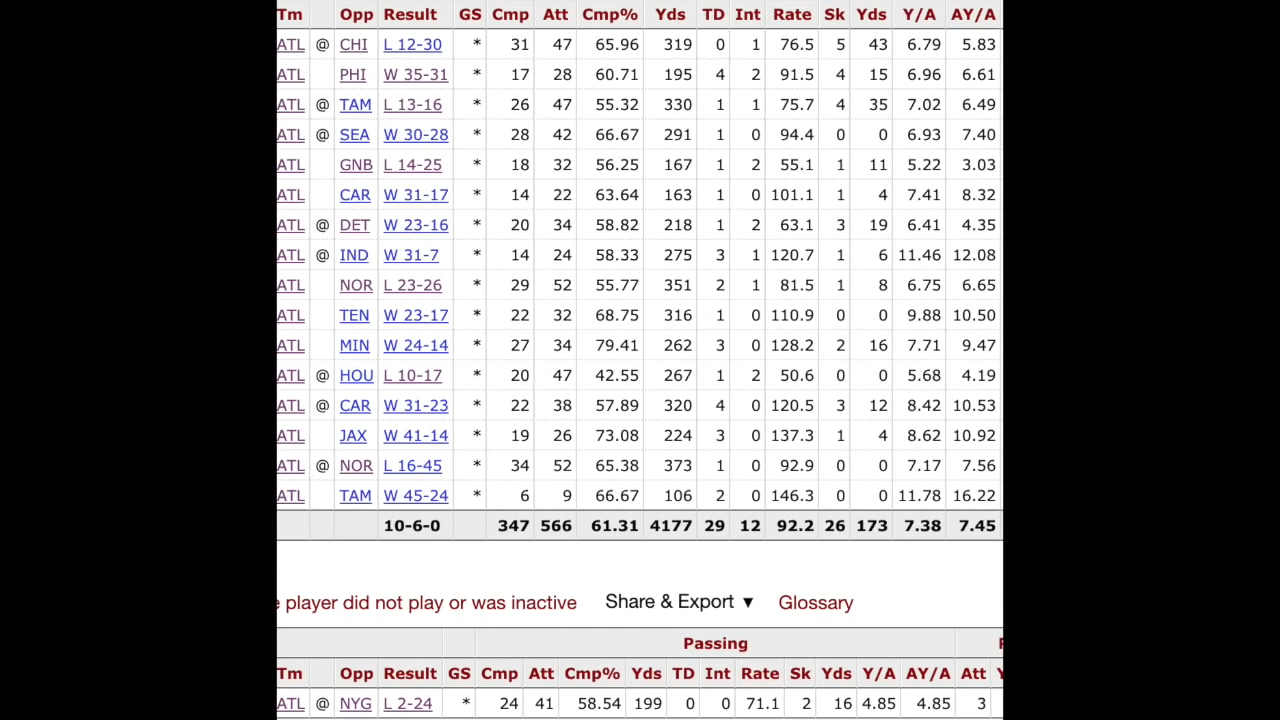 Tm Opp Result GS Cmp Att Cmp% Yds TD Int Rate Sk Yds Y/A AY/A
ATL @ CHI L 12-30 * 31 47 65.96 319 0 1 76.5 5 43 6.79 5.83
ATL PHI W 35-31 * 17 28 60.71 195 4 2 91.5 4 15 6.96 6.61
ATL @ TAM L 13-16 * 26 47 55.32 330 1 1 75.7 4 35 7.02 6.49
ATL @ SEA W 30-28 * 28 42 66.67 291 1 0 94.4 0 0 6.93 7.40
ATL GNB L 14-25 * 18 32 56.25 167 1 2 55.1 1 11 5.22 3.03
ATL CAR W 31-17 * 14 22 63.64 163 1 0 101.1 1 4 7.41 8.32
ATL @ DET W 23-16 * 20 34 58.82 218 1 2 63.1 3 19 6.41 4.35
ATL @ IND W 31-7 * 14 24 58.33 275 3 1 120.7 1 6 11.46 12.08
ATL NOR L 23-26 * 29 52 55.77 351 2 1 81.5 1 8 6.75 6.65
ATL TEN W 23-17 * 22 32 68.75 316 1 0 110.9 0 0 9.88 10.50
ATL MIN W 24-14 * 27 34 79.41 262 3 0 128.2 2 16 7.71 9.47
ATL @ HOU L 10-17 * 20 47 42.55 267 1 2 50.6 0 0 5.68 4.19
ATL @ CAR W 31-23 * 22 38 57.89 320 4 0 120.5 3 12 8.42 10.53
ATL JAX W 41-14 * 19 26 73.08 224 3 0 137.3 1 4 8.62 10.92
ATL @ NOR L 16-45 * 34 52 65.38 373 1 0 92.9 0 0 7.17 7.56
ATL TAM W 45-24 * 6 9 66.67 106 2 0 146.3 0 0 11.78 16.22
10-6-0 347 566 61.31 4177 29 12 92.2 26 173 7.38 7.45
player did not play or was inactive Share & Export ▼ Glossary
Passing
Tm Opp Result GS Cmp Att Cmp% Yds TD Int Rate Sk Yds Y/A AY/A Att
ATL @ NYG L 2-24 * 24 41 58.54 199 0 0 71.1 2 16 4.85 4.85 3